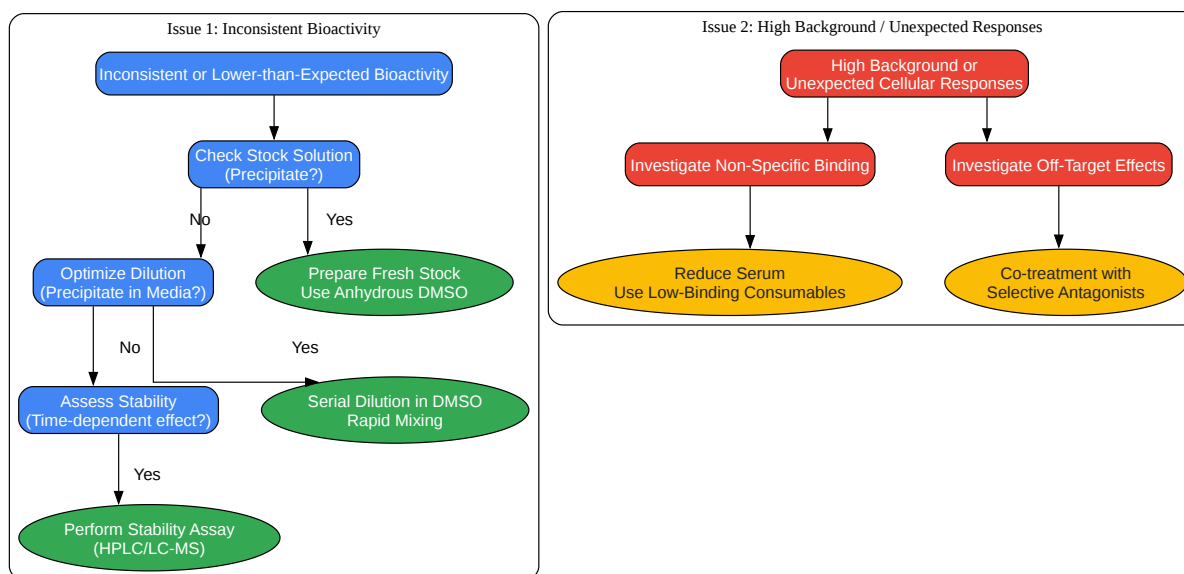 Issue 1: Inconsistent Bioactivity
Inconsistent or Lower-than-Expected Bioactivity
Check Stock Solution
(Precipitate?)
No
Yes
Optimize Dilution
(Precipitate in Media?)
Prepare Fresh Stock
Use Anhydrous DMSO
No
Yes
Assess Stability
(Time-dependent effect?)
Serial Dilution in DMSO
Rapid Mixing
Yes
Perform Stability Assay
(HPLC/LC-MS)
Issue 2: High Background / Unexpected Responses
High Background or
Unexpected Cellular Responses
Investigate Non-Specific Binding
Investigate Off-Target Effects
Reduce Serum
Use Low-Binding Consumables
Co-treatment with
Selective Antagonists